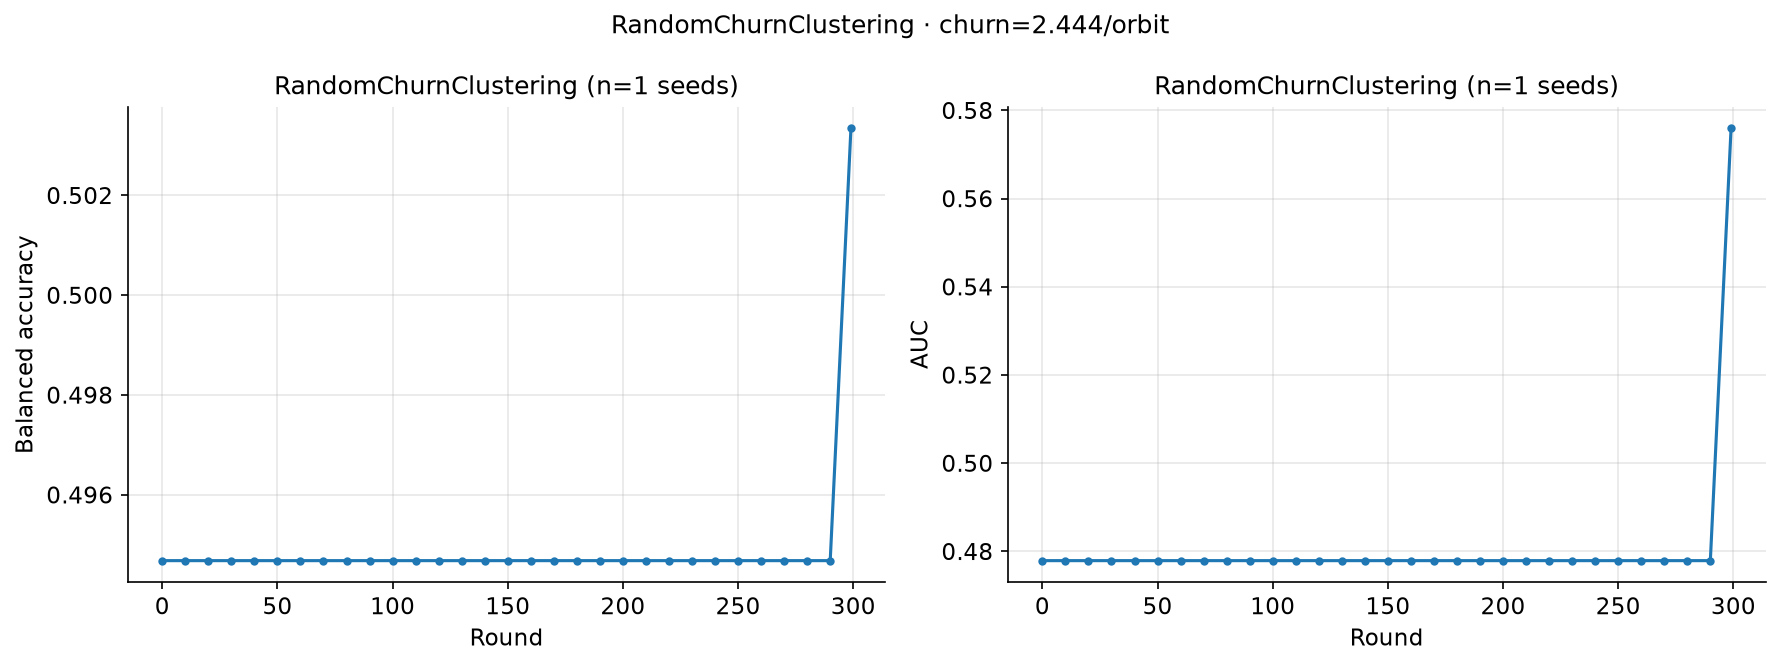 RandomChurnClustering · churn=2.444/orbit
RandomChurnClustering (n=1 seeds)
Balanced accuracy
0.502
0.500
0.498
0.496
0 50 100 150 200 250 300
Round
RandomChurnClustering (n=1 seeds)
AUC
0.58
0.56
0.54
0.52
0.50
0.48
0 50 100 150 200 250 300
Round